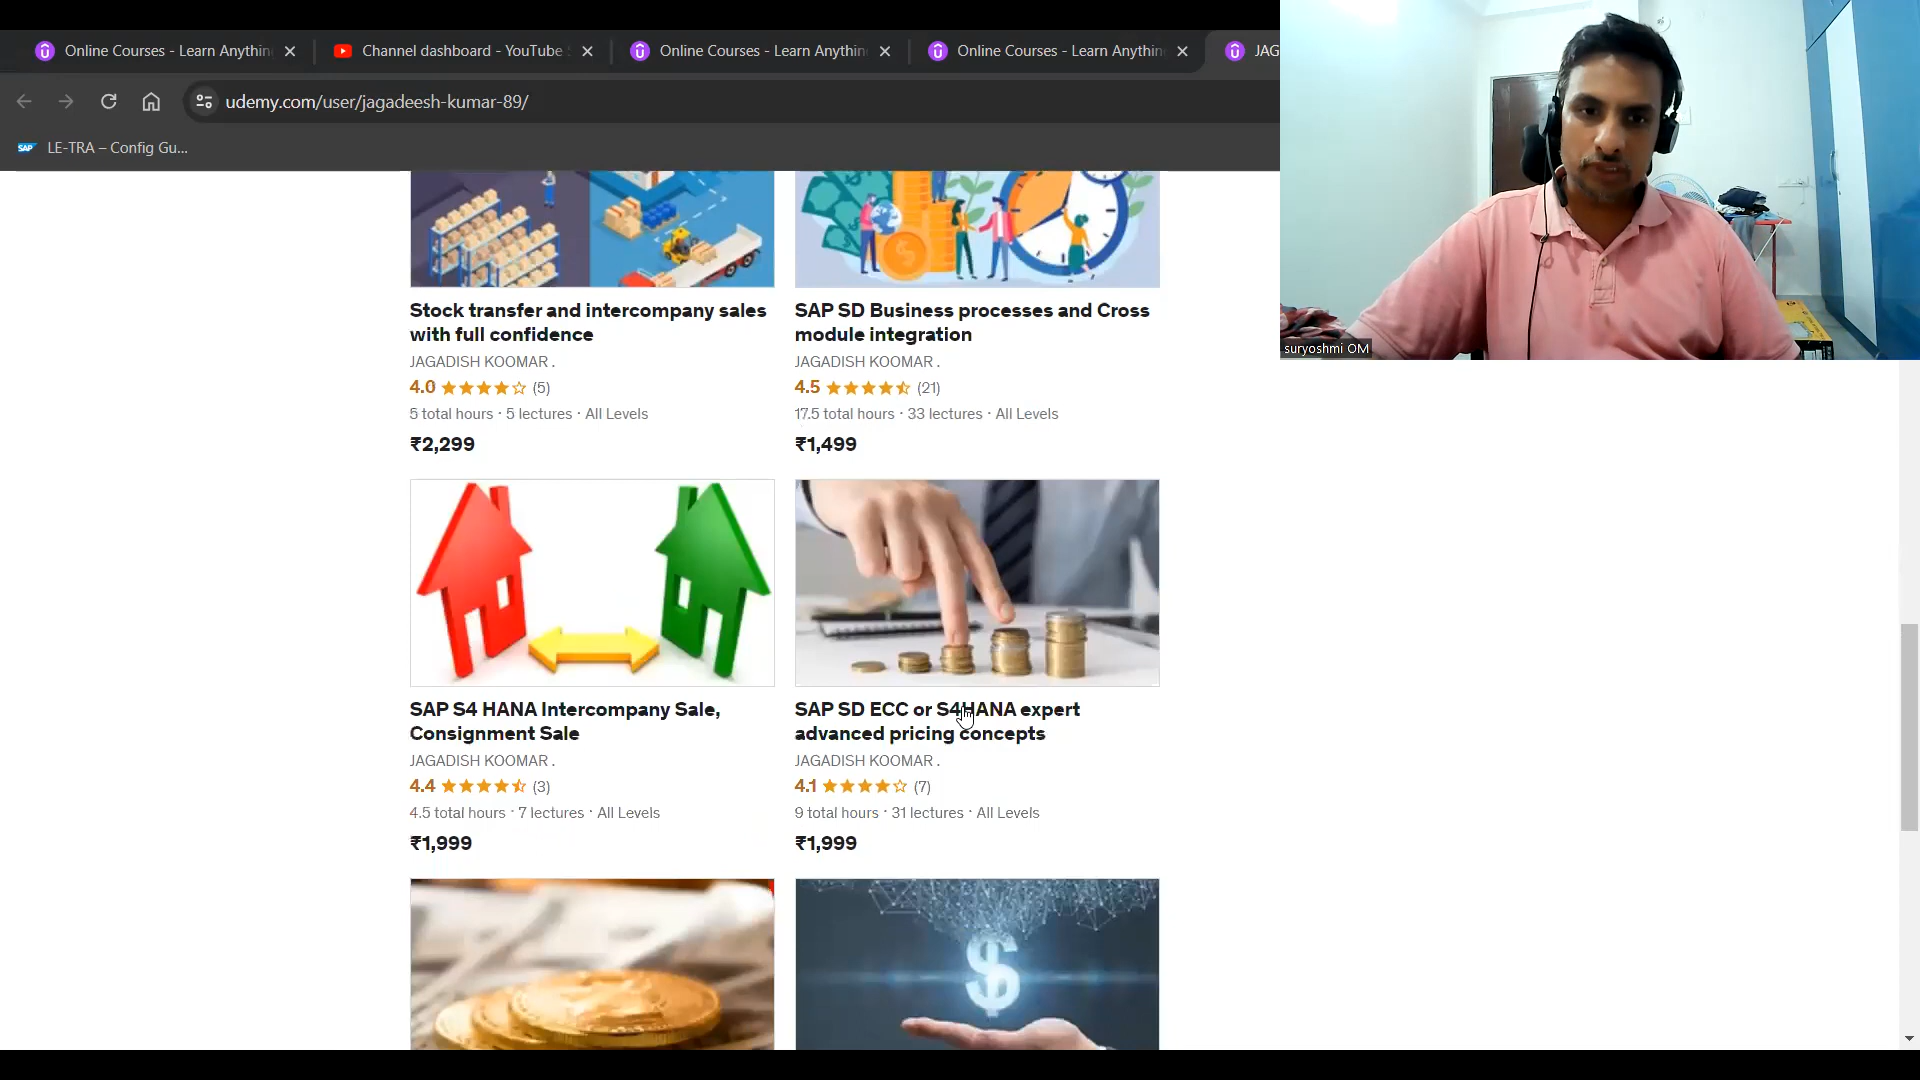 Online Courses - Learn Anythin
Channel dashboard - YouTube
Online Courses - Learn Anythin
Online Courses - Learn Anythin
JAG
udemy.com/user/jagadeesh-kumar-89/
SAP LE-TRA – Config Gu...
suryoshmi OM
Stock transfer and intercompany sales
with full confidence
JAGADISH KOOMAR .
4.0 (5)
5 total hours · 5 lectures · All Levels
₹2,299
SAP SD Business processes and Cross
module integration
JAGADISH KOOMAR .
4.5 (21)
17.5 total hours · 33 lectures · All Levels
₹1,499
SAP S4 HANA Intercompany Sale,
Consignment Sale
JAGADISH KOOMAR .
4.4 (3)
4.5 total hours · 7 lectures · All Levels
₹1,999
SAP SD ECC or S4HANA expert
advanced pricing concepts
JAGADISH KOOMAR .
4.1 (7)
9 total hours · 31 lectures · All Levels
₹1,999
$